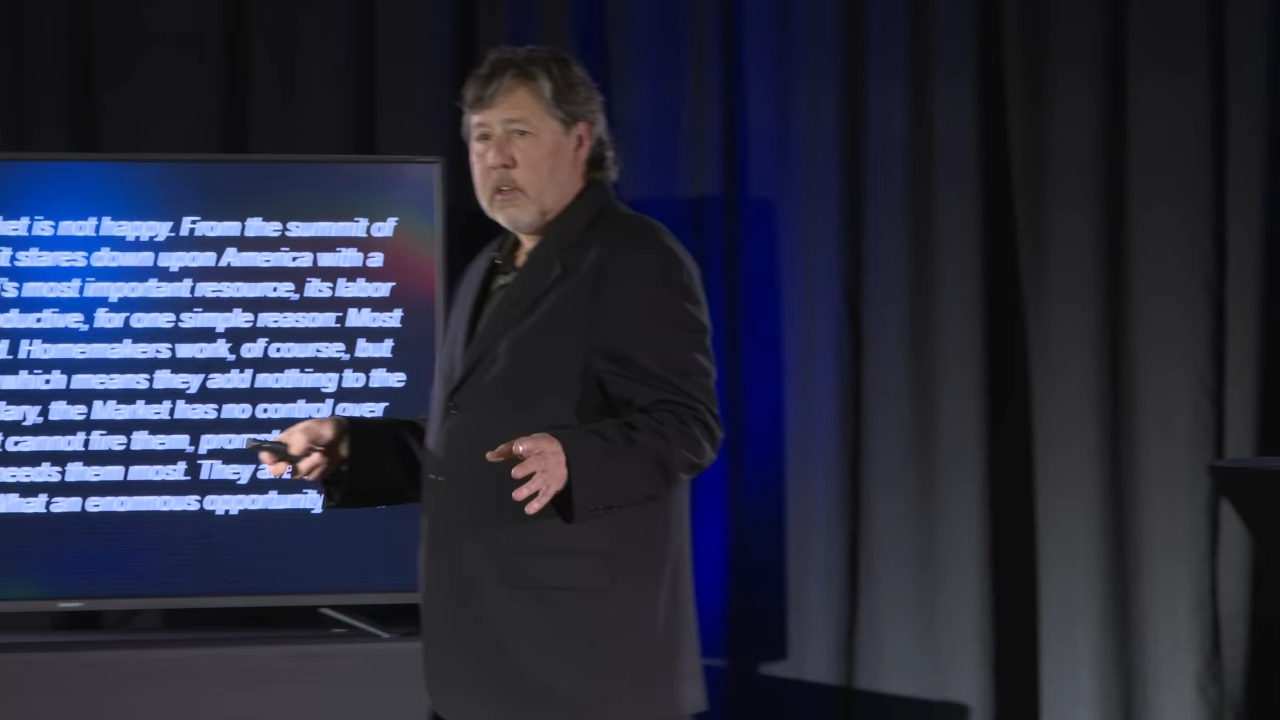 ket is not happy. From the summit of
it stares down upon America with a
's most important resource, its labor
ductive, for one simple reason: Most
d. Homemakers work, of course, but
which means they add nothing to the
lary, the Market has no control over
t cannot fire them, promot
needs them most. They a
What an enormous opportunity